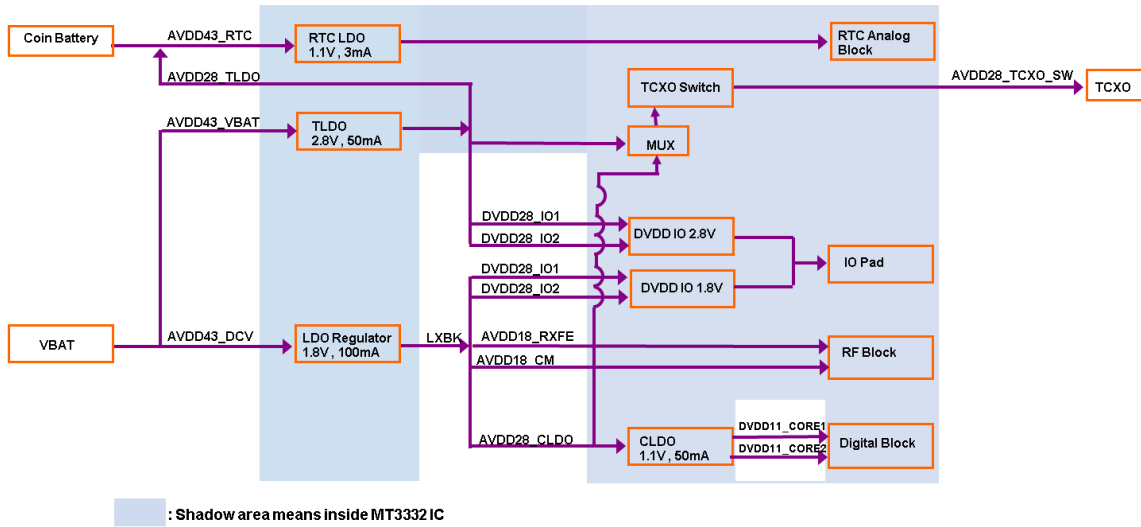 Coin Battery
AVDD43_RTC
RTC LDO
1.1V , 3mA
RTC Analog
Block
AVDD28_TLDO
TCXO Switch
AVDD28_TCXO_SW
TCXO
AVDD43_VBAT
TLDO
2.8V , 50mA
MUX
DVDD28_IO1
DVDD28_IO2
DVDD IO 2.8V
DVDD28_IO1
DVDD28_IO2
DVDD IO 1.8V
IO Pad
VBAT
AVDD43_DCV
LDO Regulator
1.8V , 100mA
LXBK
AVDD18_RXFE
AVDD18_CM
RF Block
AVDD28_CLDO
CLDO
1.1V , 50mA
DVDD11_CORE1
DVDD11_CORE2
Digital Block
: Shadow area means inside MT3332 IC